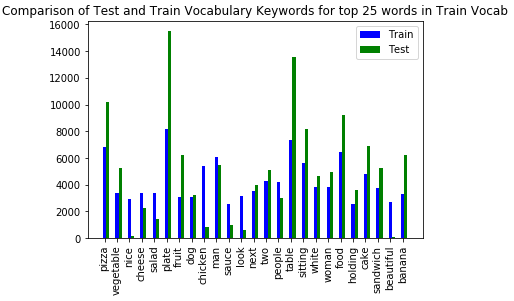 Comparison of Test and Train Vocabulary Keywords for top 25 words in Train Vocab
Train
Test
16000
14000
12000
10000
8000
6000
4000
2000
0
pizza
vegetable
nice
cheese
salad
plate
fruit
dog
chicken
man
sauce
look
next
two
people
table
sitting
white
woman
food
holding
cake
sandwich
beautiful
banana